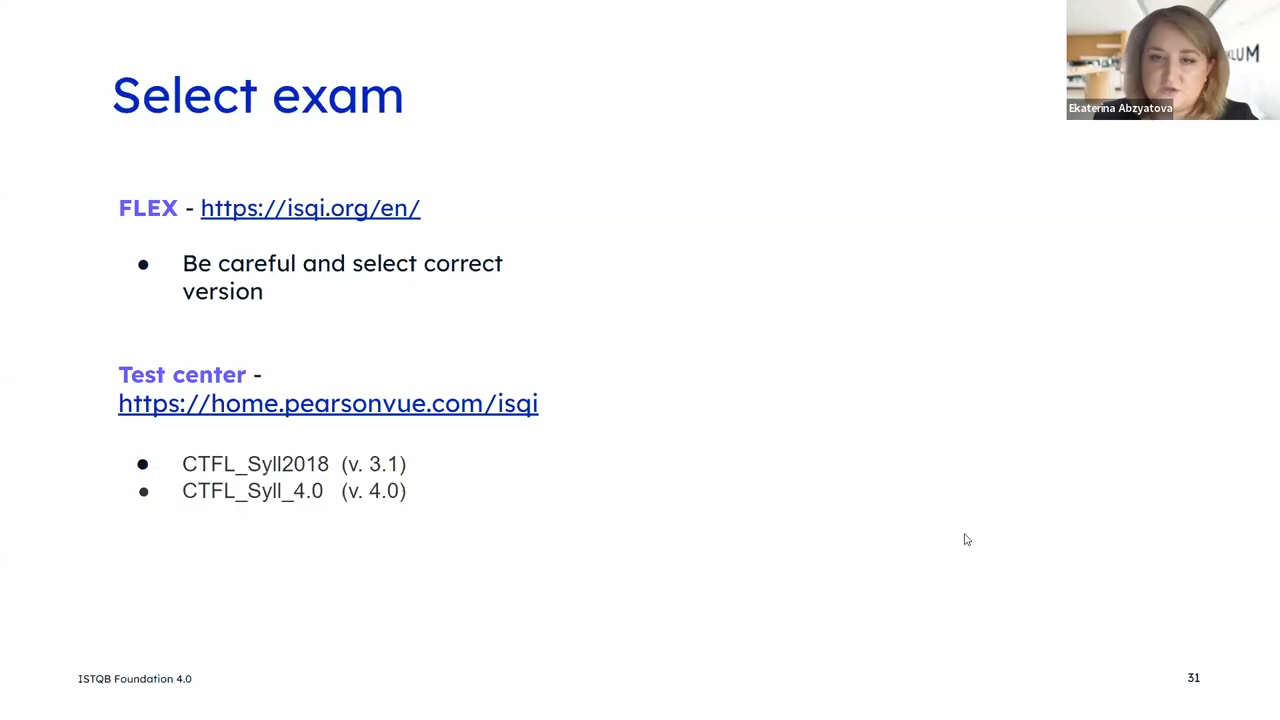 Select exam
FLEX - https://isqi.org/en/
● Be careful and select correct
version
Test center -
https://home.pearsonvue.com/isqi
● CTFL_Syll2018 (v. 3.1)
● CTFL_Syll_4.0 (v. 4.0)
ISTQB Foundation 4.0
31
Ekaterina Abzyatova